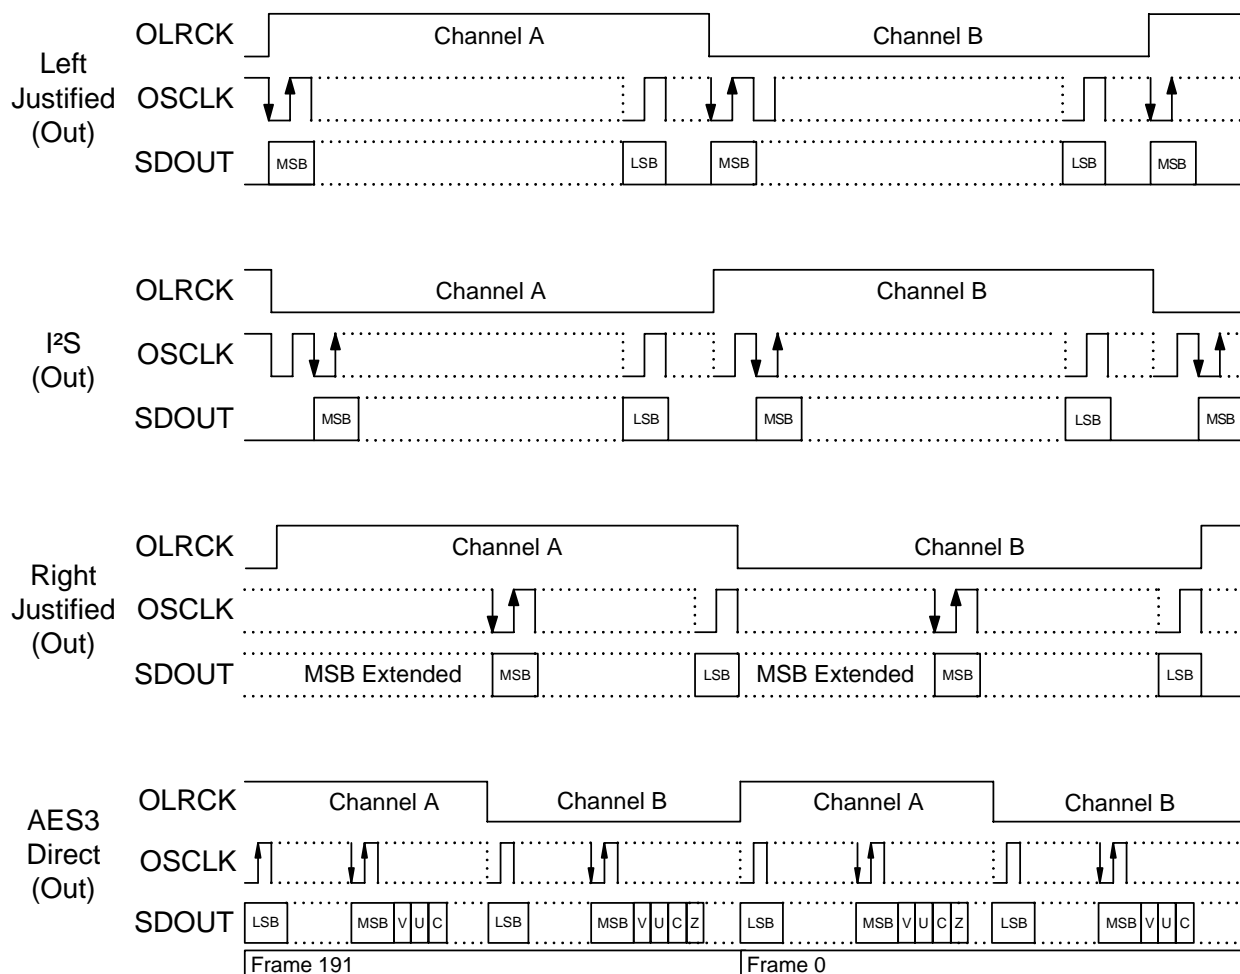 OLRCK Channel A Channel B
Left
Justified
(Out)
OSCLK
SDOUT MSB LSB MSB LSB MSB
OLRCK Channel A Channel B
I²S
(Out)
OSCLK
SDOUT MSB LSB MSB LSB MSB
OLRCK Channel A Channel B
Right
Justified
(Out)
OSCLK
SDOUT MSB Extended MSB LSB MSB Extended MSB LSB
OLRCK Channel A Channel B Channel A Channel B
AES3
Direct
(Out)
OSCLK
SDOUT LSB MSB V U C LSB MSB V U C Z LSB MSB V U C Z LSB MSB V U C
Frame 191 Frame 0